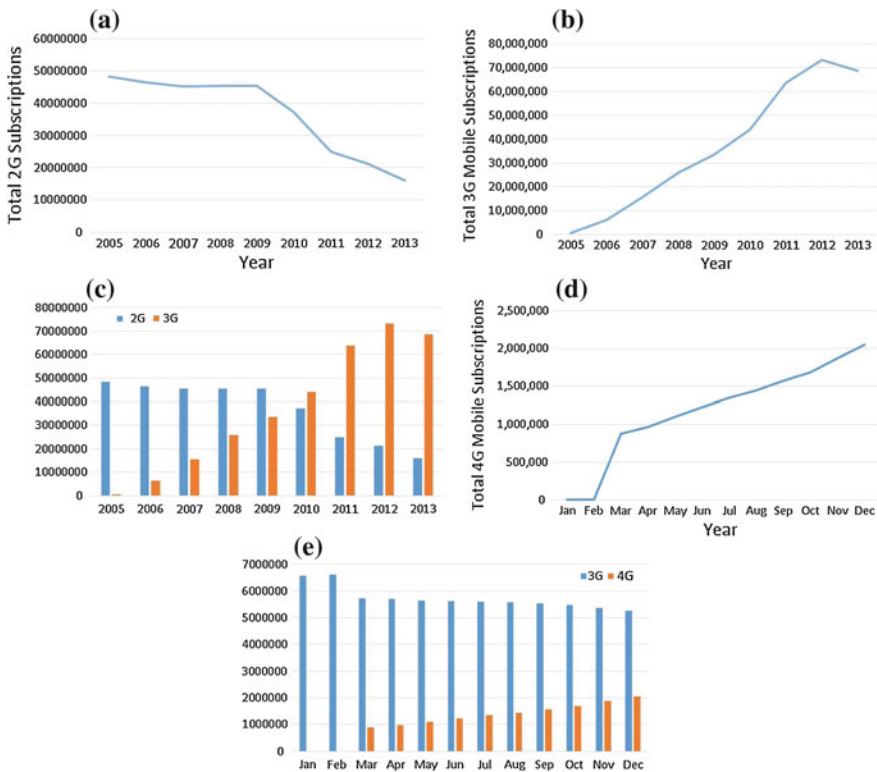 (a)
Total 2G Subscriptions
60000000
50000000
40000000
30000000
20000000
10000000
0
2005 2006 2007 2008 2009 2010 2011 2012 2013
Year
(b)
Total 3G Mobile Subscriptions
80,000,000
70,000,000
60,000,000
50,000,000
40,000,000
30,000,000
20,000,000
10,000,000
0
2005 2006 2007 2008 2009 2010 2011 2012 2013
Year
(c)
2G 3G
80000000
70000000
60000000
50000000
40000000
30000000
20000000
10000000
0
2005 2006 2007 2008 2009 2010 2011 2012 2013
(d)
Total 4G Mobile Subscriptions
2,500,000
2,000,000
1,500,000
1,000,000
500,000
0
Jan Feb Mar Apr May Jun Jul Aug Sep Oct Nov Dec
Year
(e)
3G 4G
7000000
6000000
5000000
4000000
3000000
2000000
1000000
0
Jan Feb Mar Apr May Jun Jul Aug Sep Oct Nov Dec